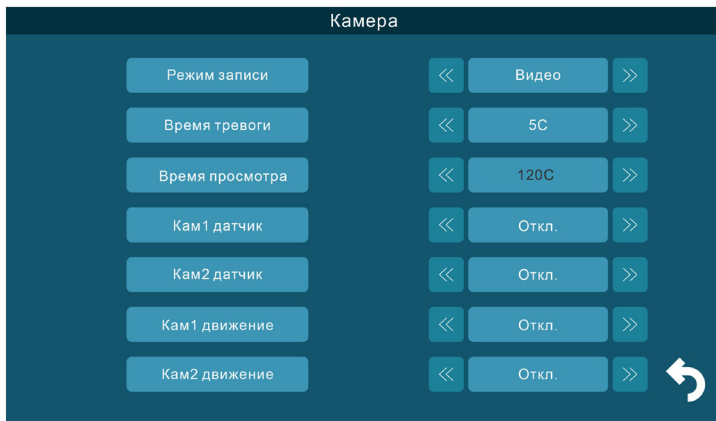 Камера
Режим записи Видео
Время тревоги 5С
Время просмотра 120С
Кам1 датчик Откл.
Кам2 датчик Откл.
Кам1 движение Откл.
Кам2 движение Откл.